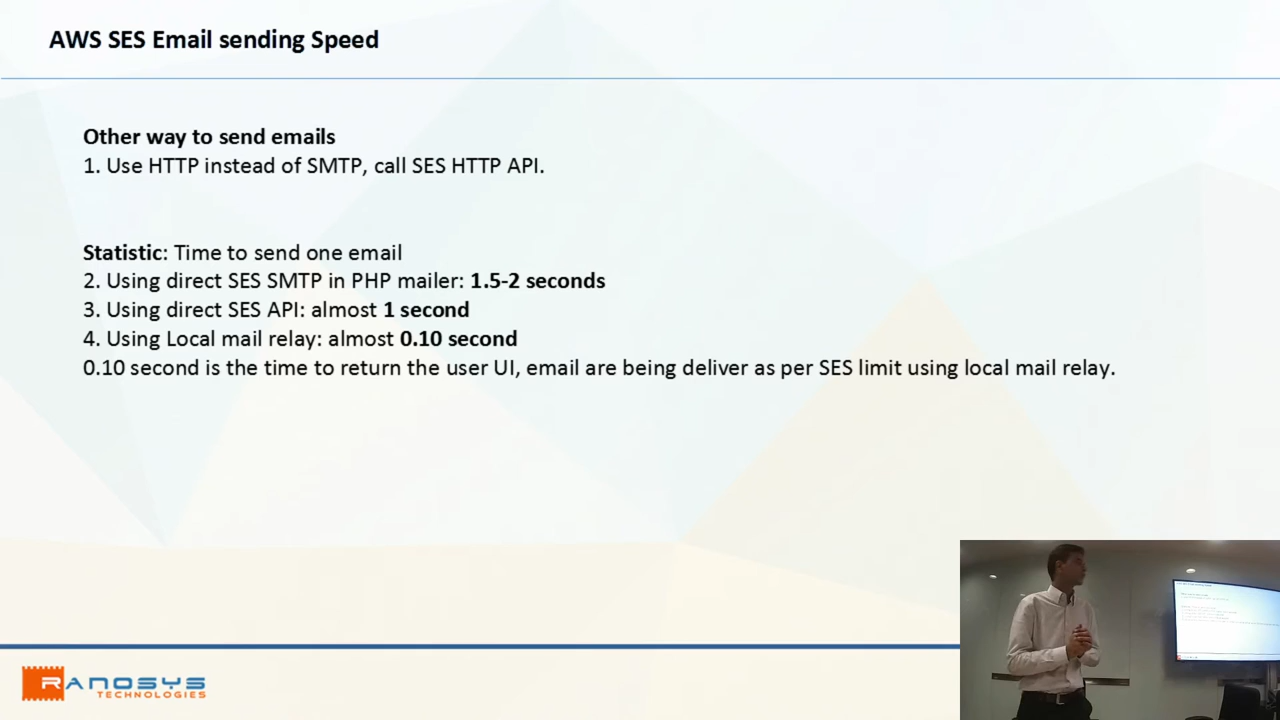 AWS SES Email sending Speed
Other way to send emails
1. Use HTTP instead of SMTP, call SES HTTP API.
Statistic: Time to send one email
2. Using direct SES SMTP in PHP mailer: 1.5-2 seconds
3. Using direct SES API: almost 1 second
4. Using Local mail relay: almost 0.10 second
0.10 second is the time to return the user UI, email are being deliver as per SES limit using local mail relay.
RANOSYS
TECHNOLOGIES